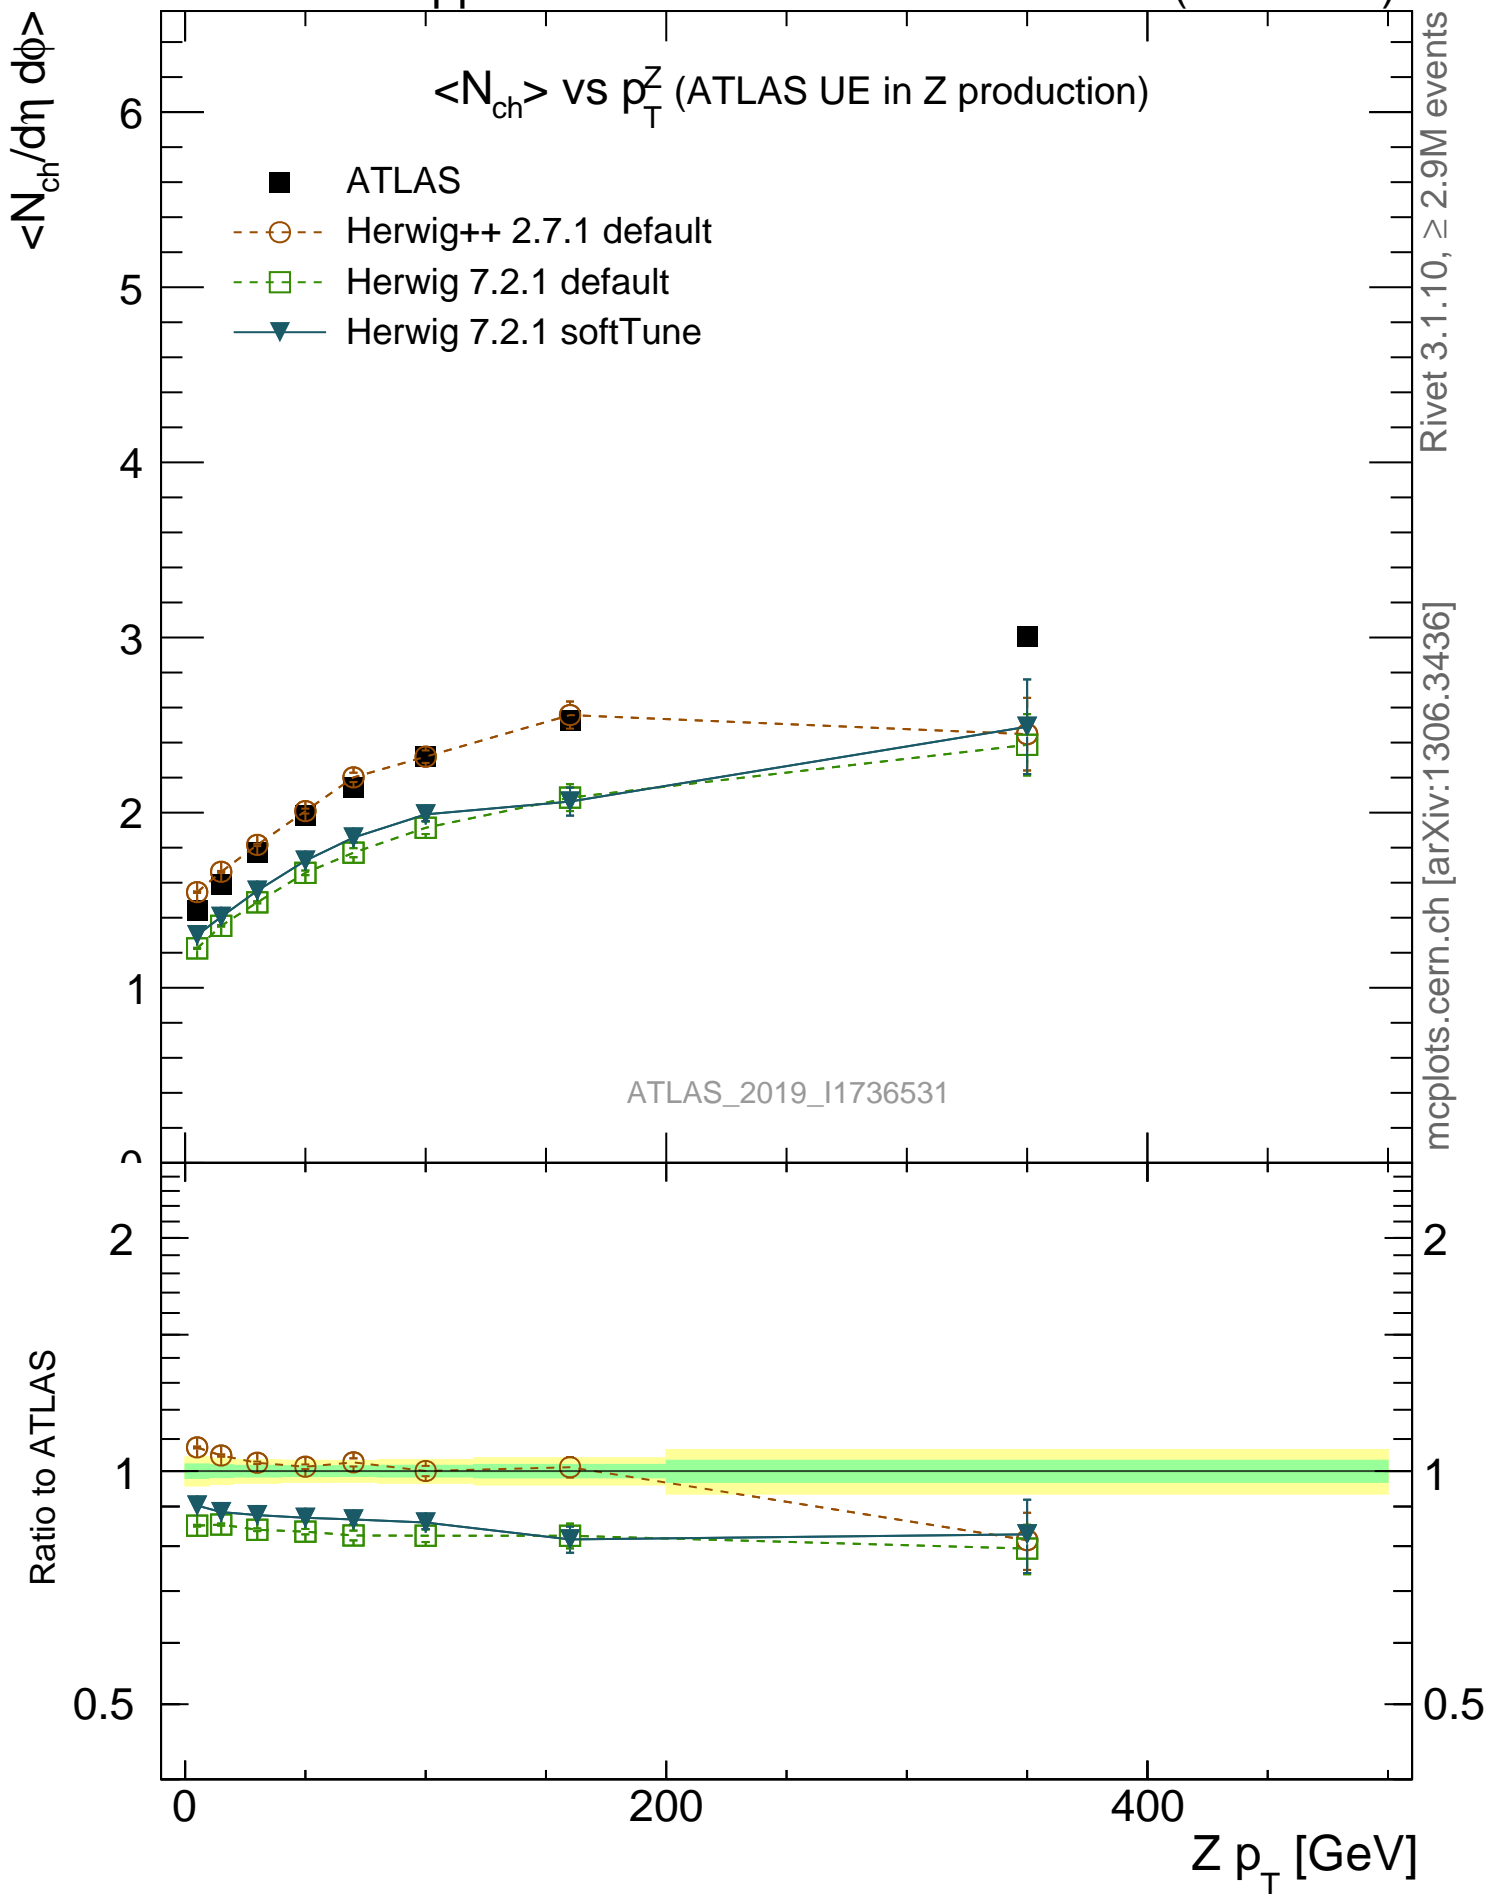 pp
<N_ch/dη dϕ>
<N_ch> vs p_T^Z (ATLAS UE in Z production)
ATLAS
Herwig++ 2.7.1 default
Herwig 7.2.1 default
Herwig 7.2.1 softTune
6
5
4
3
2
1
0
ATLAS_2019_I1736531
Rivet 3.1.10, ≥ 2.9M events
mcplots.cern.ch [arXiv:1306.3436]
Ratio to ATLAS
2
1
0.5
2
1
0.5
0
200
400
Z p_T [GeV]